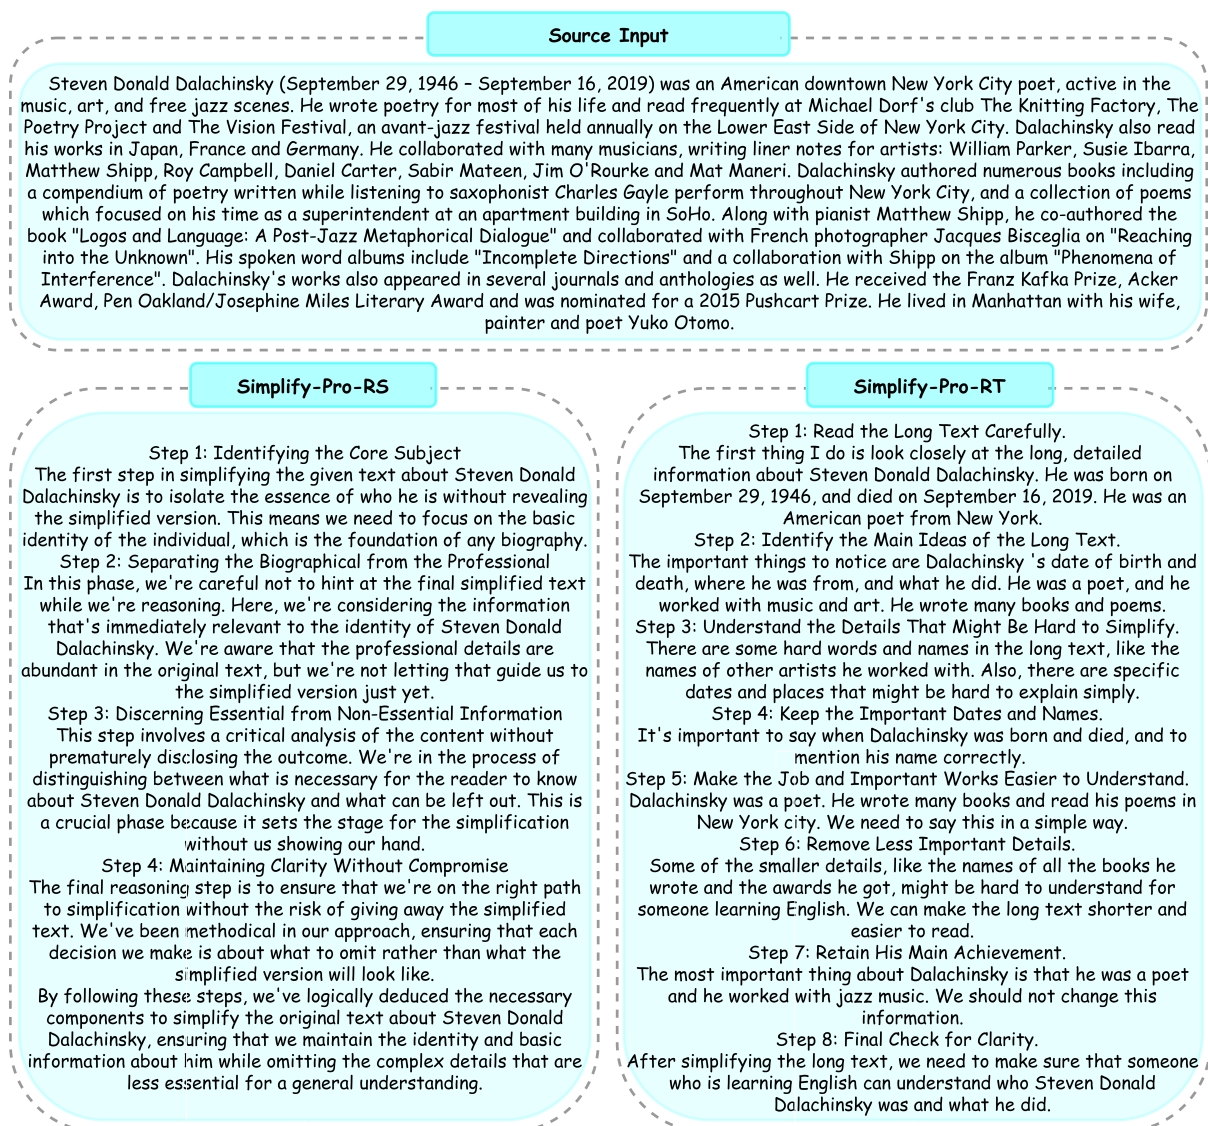 Source Input
Steven Donald Dalachinsky (September 29, 1946 – September 16, 2019) was an American downtown New York City poet, active in the
music, art, and free jazz scenes. He wrote poetry for most of his life and read frequently at Michael Dorf's club The Knitting Factory, The
Poetry Project and The Vision Festival, an avant-jazz festival held annually on the Lower East Side of New York City. Dalachinsky also read
his works in Japan, France and Germany. He collaborated with many musicians, writing liner notes for artists: William Parker, Susie Ibarra,
Matthew Shipp, Roy Campbell, Daniel Carter, Sabir Mateen, Jim O'Rourke and Mat Maneri. Dalachinsky authored numerous books including
a compendium of poetry written while listening to saxophonist Charles Gayle perform throughout New York City, and a collection of poems
which focused on his time as a superintendent at an apartment building in SoHo. Along with pianist Matthew Shipp, he co-authored the
book "Logos and Language: A Post-Jazz Metaphorical Dialogue" and collaborated with French photographer Jacques Bisceglia on "Reaching
into the Unknown". His spoken word albums include "Incomplete Directions" and a collaboration with Shipp on the album "Phenomena of
Interference". Dalachinsky's works also appeared in several journals and anthologies as well. He received the Franz Kafka Prize, Acker
Award, Pen Oakland/Josephine Miles Literary Award and was nominated for a 2015 Pushcart Prize. He lived in Manhattan with his wife,
painter and poet Yuko Otomo.
Simplify-Pro-RS
Step 1: Identifying the Core Subject
The first step in simplifying the given text about Steven Donald
Dalachinsky is to isolate the essence of who he is without revealing
the simplified version. This means we need to focus on the basic
identity of the individual, which is the foundation of any biography.
Step 2: Separating the Biographical from the Professional
In this phase, we're careful not to hint at the final simplified text
while we're reasoning. Here, we're considering the information
that's immediately relevant to the identity of Steven Donald
Dalachinsky. We're aware that the professional details are
abundant in the original text, but we're not letting that guide us to
the simplified version just yet.
Step 3: Discerning Essential from Non-Essential Information
This step involves a critical analysis of the content without
prematurely disclosing the outcome. We're in the process of
distinguishing between what is necessary for the reader to know
about Steven Donald Dalachinsky and what can be left out. This is
a crucial phase because it sets the stage for the simplification
without us showing our hand.
Step 4: Maintaining Clarity Without Compromise
The final reasoning step is to ensure that we're on the right path
to simplification without the risk of giving away the simplified
text. We've been methodical in our approach, ensuring that each
decision we make is about what to omit rather than what the
simplified version will look like.
By following these steps, we've logically deduced the necessary
components to simplify the original text about Steven Donald
Dalachinsky, ensuring that we maintain the identity and basic
information about him while omitting the complex details that are
less essential for a general understanding.
Simplify-Pro-RT
Step 1: Read the Long Text Carefully.
The first thing I do is look closely at the long, detailed
information about Steven Donald Dalachinsky. He was born on
September 29, 1946, and died on September 16, 2019. He was an
American poet from New York.
Step 2: Identify the Main Ideas of the Long Text.
The important things to notice are Dalachinsky 's date of birth and
death, where he was from, and what he did. He was a poet, and he
worked with music and art. He wrote many books and poems.
Step 3: Understand the Details That Might Be Hard to Simplify.
There are some hard words and names in the long text, like the
names of other artists he worked with. Also, there are specific
dates and places that might be hard to explain simply.
Step 4: Keep the Important Dates and Names.
It's important to say when Dalachinsky was born and died, and to
mention his name correctly.
Step 5: Make the Job and Important Works Easier to Understand.
Dalachinsky was a poet. He wrote many books and read his poems in
New York city. We need to say this in a simple way.
Step 6: Remove Less Important Details.
Some of the smaller details, like the names of all the books he
wrote and the awards he got, might be hard to understand for
someone learning English. We can make the long text shorter and
easier to read.
Step 7: Retain His Main Achievement.
The most important thing about Dalachinsky is that he was a poet
and he worked with jazz music. We should not change this
information.
Step 8: Final Check for Clarity.
After simplifying the long text, we need to make sure that someone
who is learning English can understand who Steven Donald
Dalachinsky was and what he did.